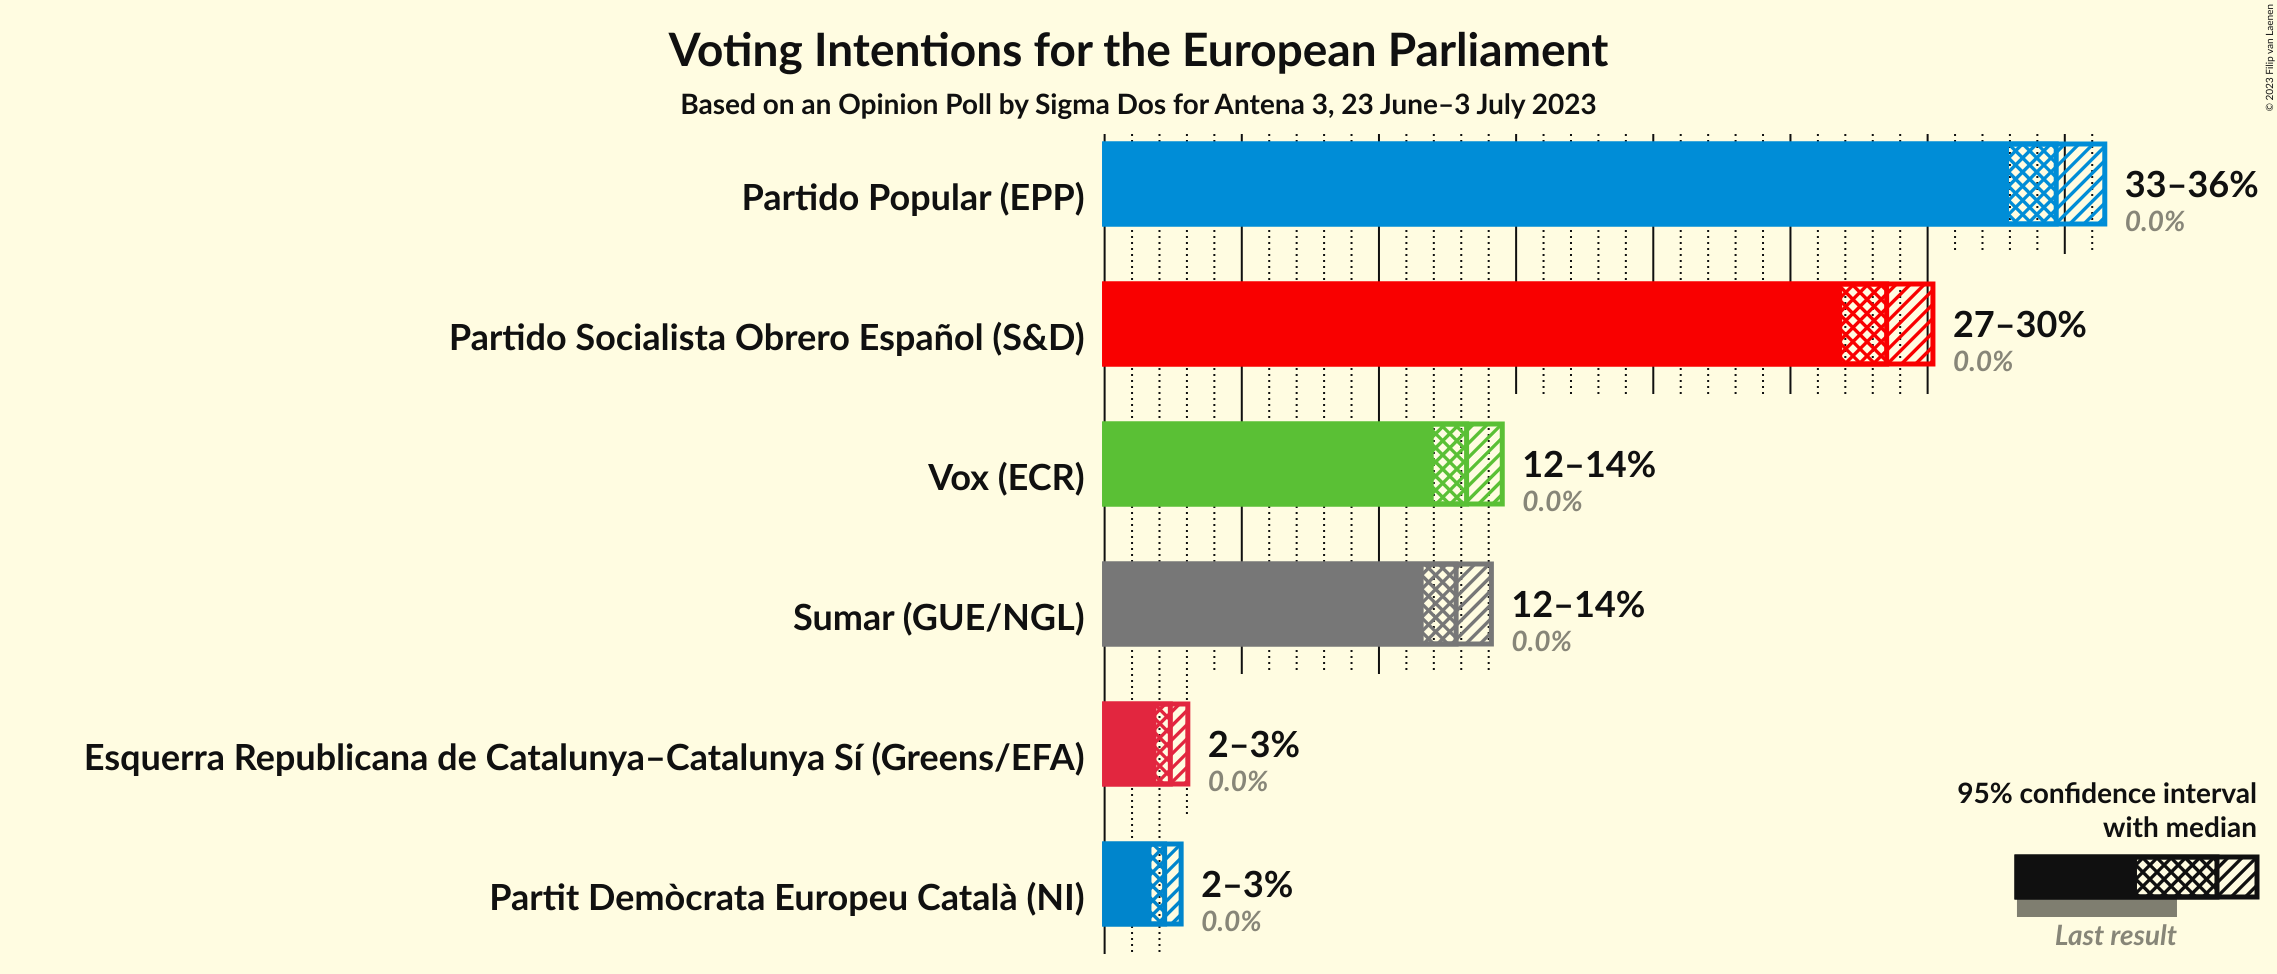 Voting Intentions for the European Parliament
Based on an Opinion Poll by Sigma Dos for Antena 3, 23 June–3 July 2023
© 2023 Filip van Laenen
Partido Popular (EPP)
33–36%
0.0%
Partido Socialista Obrero Español (S&D)
27–30%
0.0%
Vox (ECR)
12–14%
0.0%
Sumar (GUE/NGL)
12–14%
0.0%
Esquerra Republicana de Catalunya–Catalunya Sí (Greens/EFA)
2–3%
0.0%
Partit Demòcrata Europeu Català (NI)
2–3%
0.0%
95% confidence interval
with median
Last result